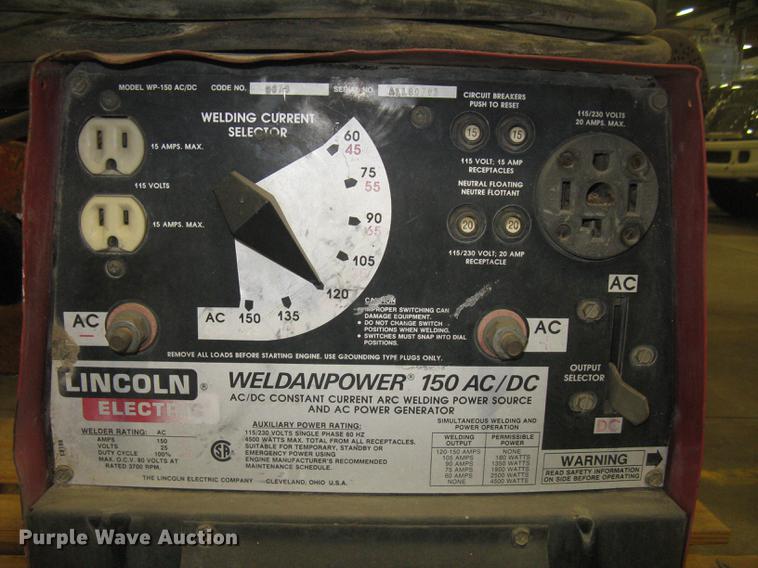 MODEL WP-150 AC/DC CODE NO. SERIAL NO.
CIRCUIT BREAKERS
PUSH TO RESET
115/230 VOLTS
20 AMPS. MAX.
WELDING CURRENT
SELECTOR
15 AMPS. MAX.
115 VOLTS
15 AMPS. MAX.
60
45
75
55
90
65
105
120
135
150
AC
15
15
115 VOLT; 15 AMP
RECEPTACLES
NEUTRAL FLOATING
NEUTRE FLOTTANT
20
20
115/230 VOLT; 20 AMP
RECEPTACLE
AC
AC
AC
CAUTION
IMPROPER SWITCHING CAN
DAMAGE EQUIPMENT.
● DO NOT CHANGE SWITCH
POSITIONS WHEN WELDING.
● SWITCHES MUST SNAP INTO DIAL
POSITIONS.
OUTPUT
SELECTOR
DC
REMOVE ALL LOADS BEFORE STARTING ENGINE. USE GROUNDING TYPE PLUGS ONLY.
LINCOLN ®
ELECTRIC
WELDANPOWER® 150 AC/DC
AC/DC CONSTANT CURRENT ARC WELDING POWER SOURCE
AND AC POWER GENERATOR
WELDER RATING: AC
AMPS 150
VOLTS 25
DUTY CYCLE 100%
MAX. O.C.V. 80 VOLTS AT
RATED 3700 RPM.
AUXILIARY POWER RATING:
115/230 VOLTS SINGLE PHASE 60 HZ
4500 WATTS MAX. TOTAL FROM ALL RECEPTACLES.
SUITABLE FOR TEMPORARY, STANDBY OR
EMERGENCY POWER USING
ENGINE MANUFACTURER'S RECOMMENDED
MAINTENANCE SCHEDULE.
SIMULTANEOUS WELDING AND
POWER OPERATION
WELDING OUTPUT PERMISSIBLE POWER
120-150 AMPS NONE
105 AMPS 180 WATTS
90 AMPS 1350 WATTS
75 AMPS 1900 WATTS
60 AMPS 2500 WATTS
NONE 4500 WATTS
WARNING
READ SAFETY INFORMATION
ON SIDE BEFORE OPERATING
THE LINCOLN ELECTRIC COMPANY CLEVELAND, OHIO U.S.A.
Purple Wave Auction